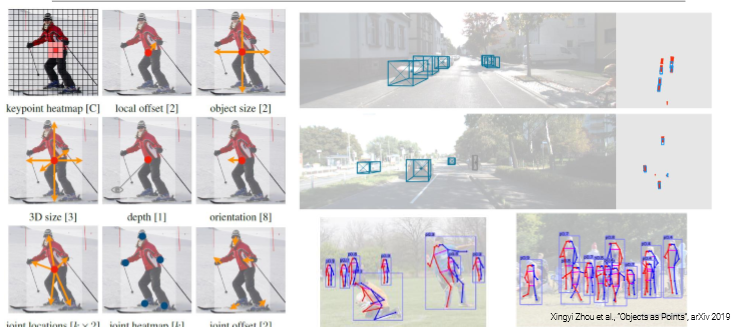 keypoint heatmap [C]
local offset [2]
object size [2]
3D size [3]
depth [1]
orientation [8]
joint locations [k × 2]
joint heatmap [k]
joint offset [2]
Xingyi Zhou et al., "Objects as Points", arXiv 2019